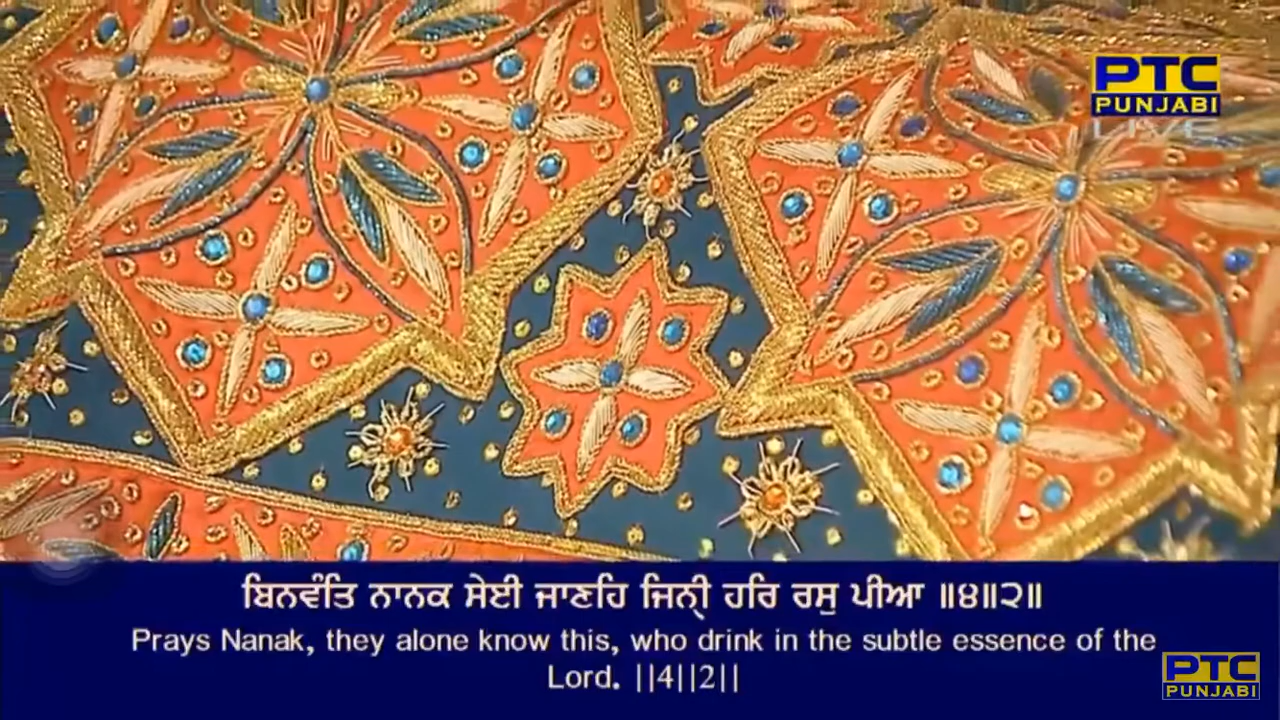 PTC
PUNJABI
LIVE
ਬਿਨਵੰਤਿ ਨਾਨਕ ਸੇਈ ਜਾਣਹਿ ਜਿਨੀੑ ਹਰਿ ਰਸੁ ਪੀਆ ॥੪॥੨॥
Prays Nanak, they alone know this, who drink in the subtle essence of the
Lord. ||4||2||
PTC
PUNJABI